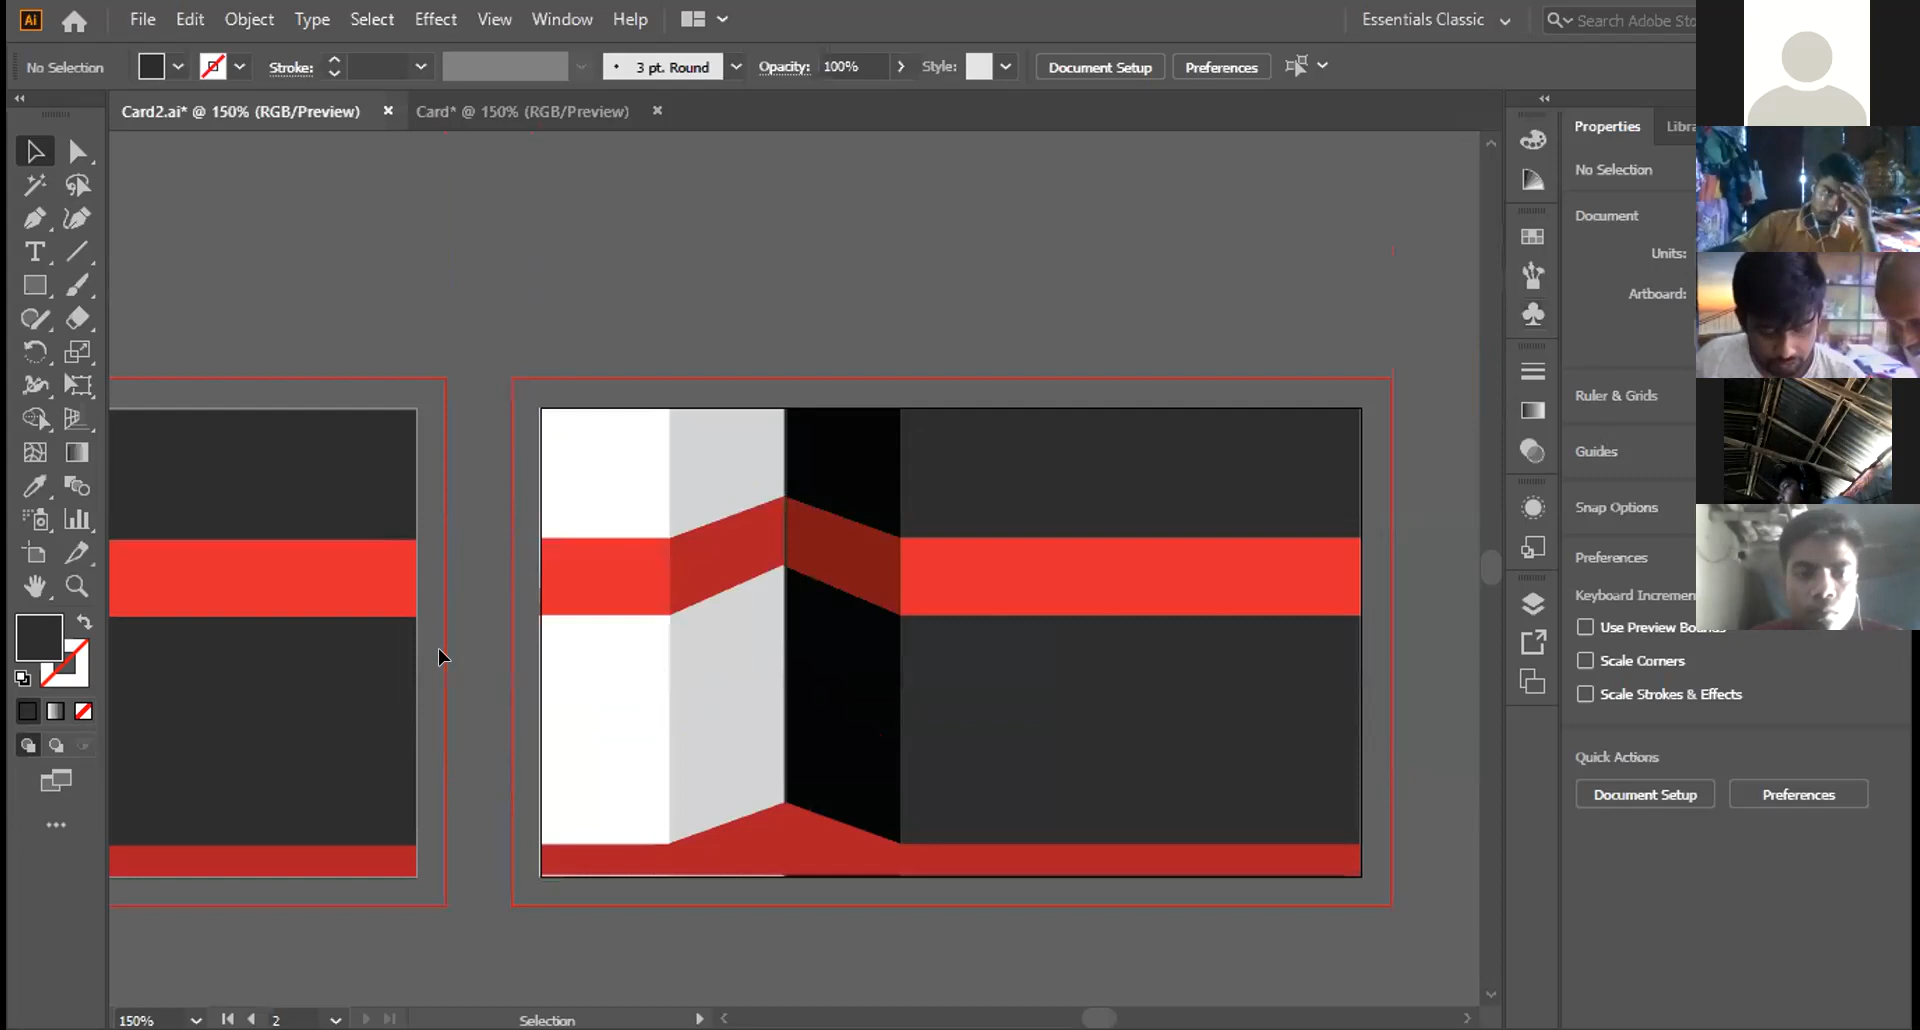 Ai File Edit Object Type Select Effect View Window Help Essentials Classic Search Adobe Sto
No Selection Stroke: 3 pt. Round Opacity: 100% Style: Document Setup Preferences
Card2.ai* @ 150% (RGB/Preview) Card* @ 150% (RGB/Preview)
Properties Libra
No Selection
Document
Units:
Artboard:
Ruler & Grids
Guides
Snap Options
Preferences
Keyboard Incremen
Use Preview Bounds
Scale Corners
Scale Strokes & Effects
Quick Actions
Document Setup Preferences
150% 2 Selection